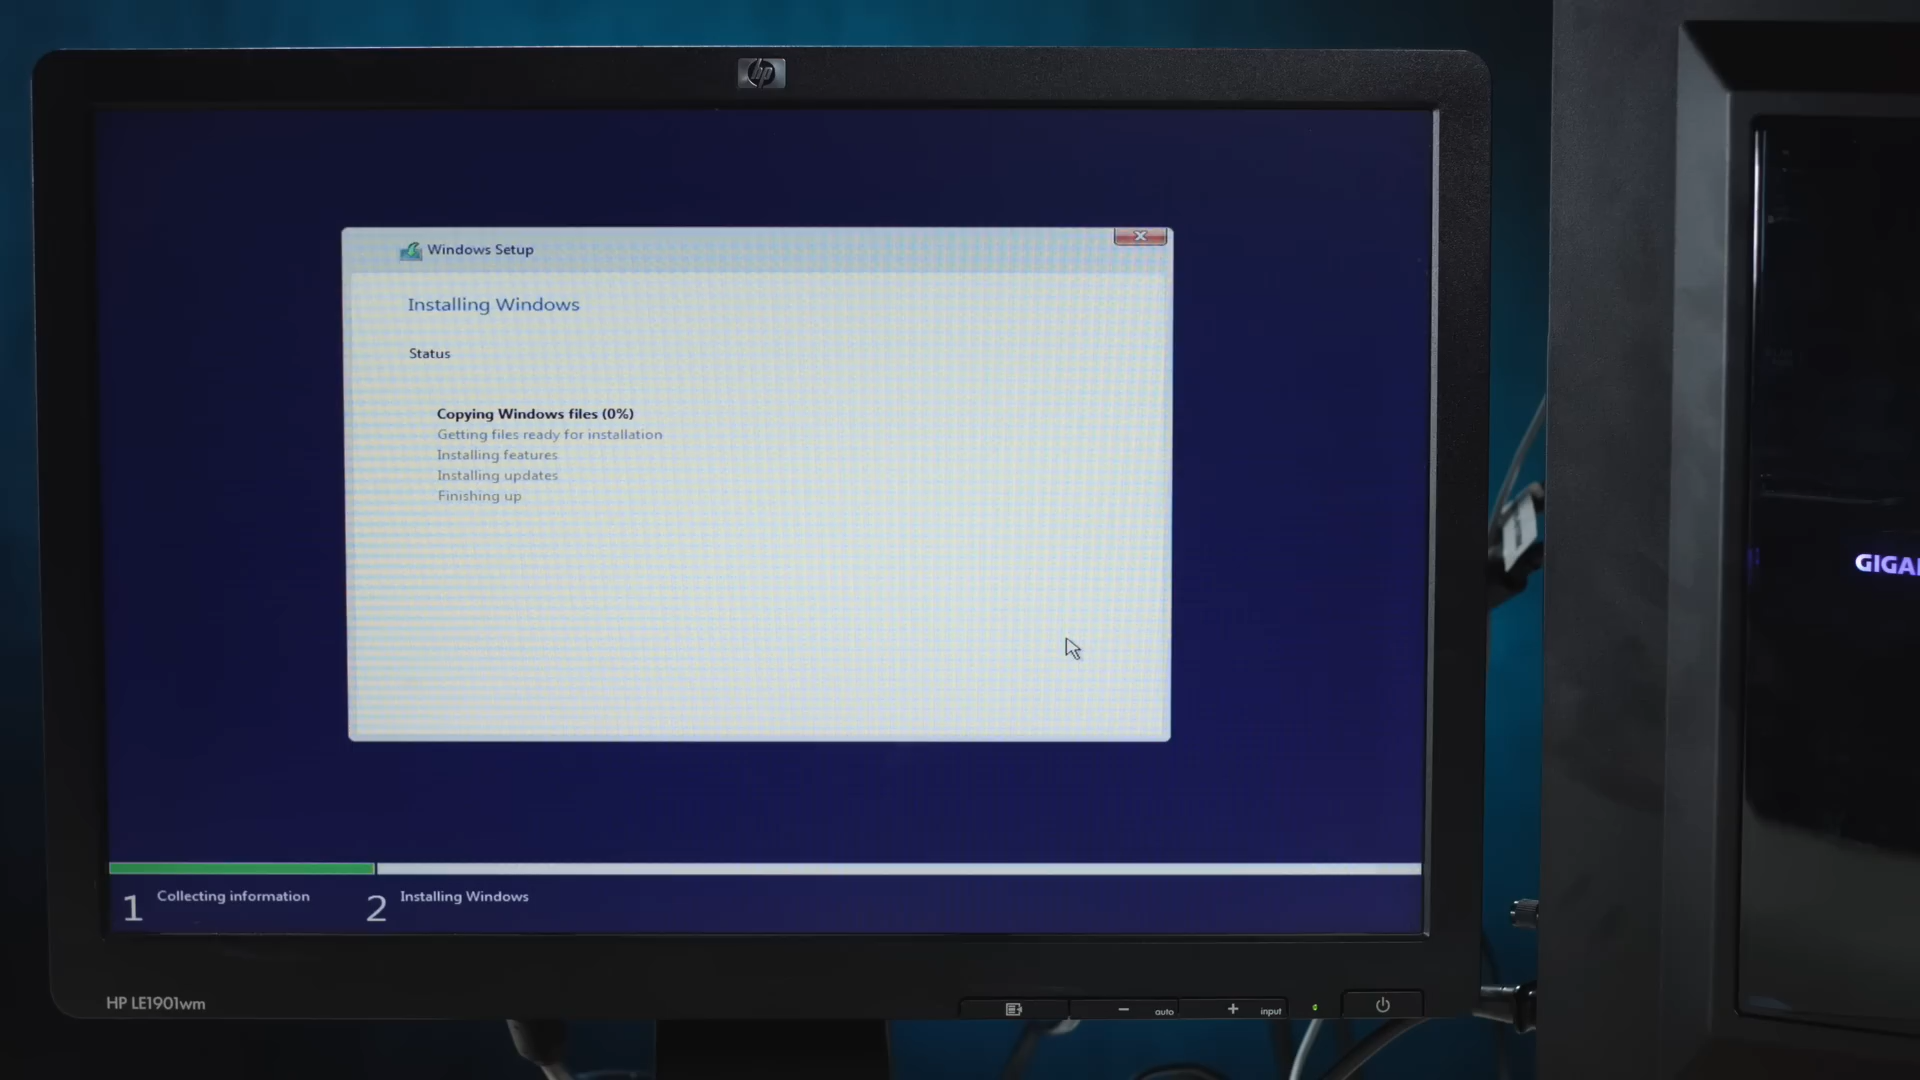 hp
Windows Setup
Installing Windows
Status
Copying Windows files (0%)
Getting files ready for installation
Installing features
Installing updates
Finishing up
GIGA
1 Collecting information
2 Installing Windows
HP LE1901wm
auto
input